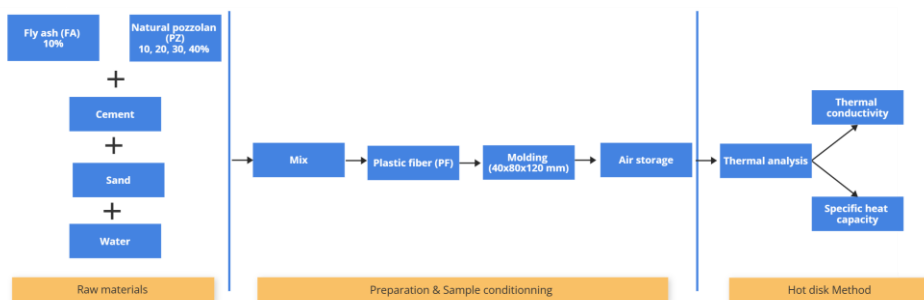 Fly ash (FA)
10%
Natural pozzolan
(PZ)
10, 20, 30, 40%
+
Cement
+
Sand
+
Water
Mix
Plastic fiber (PF)
Molding
(40x80x120 mm)
Air storage
Thermal analysis
Thermal
conductivity
Specific heat
capacity
Raw materials
Preparation & Sample conditionning
Hot disk Method